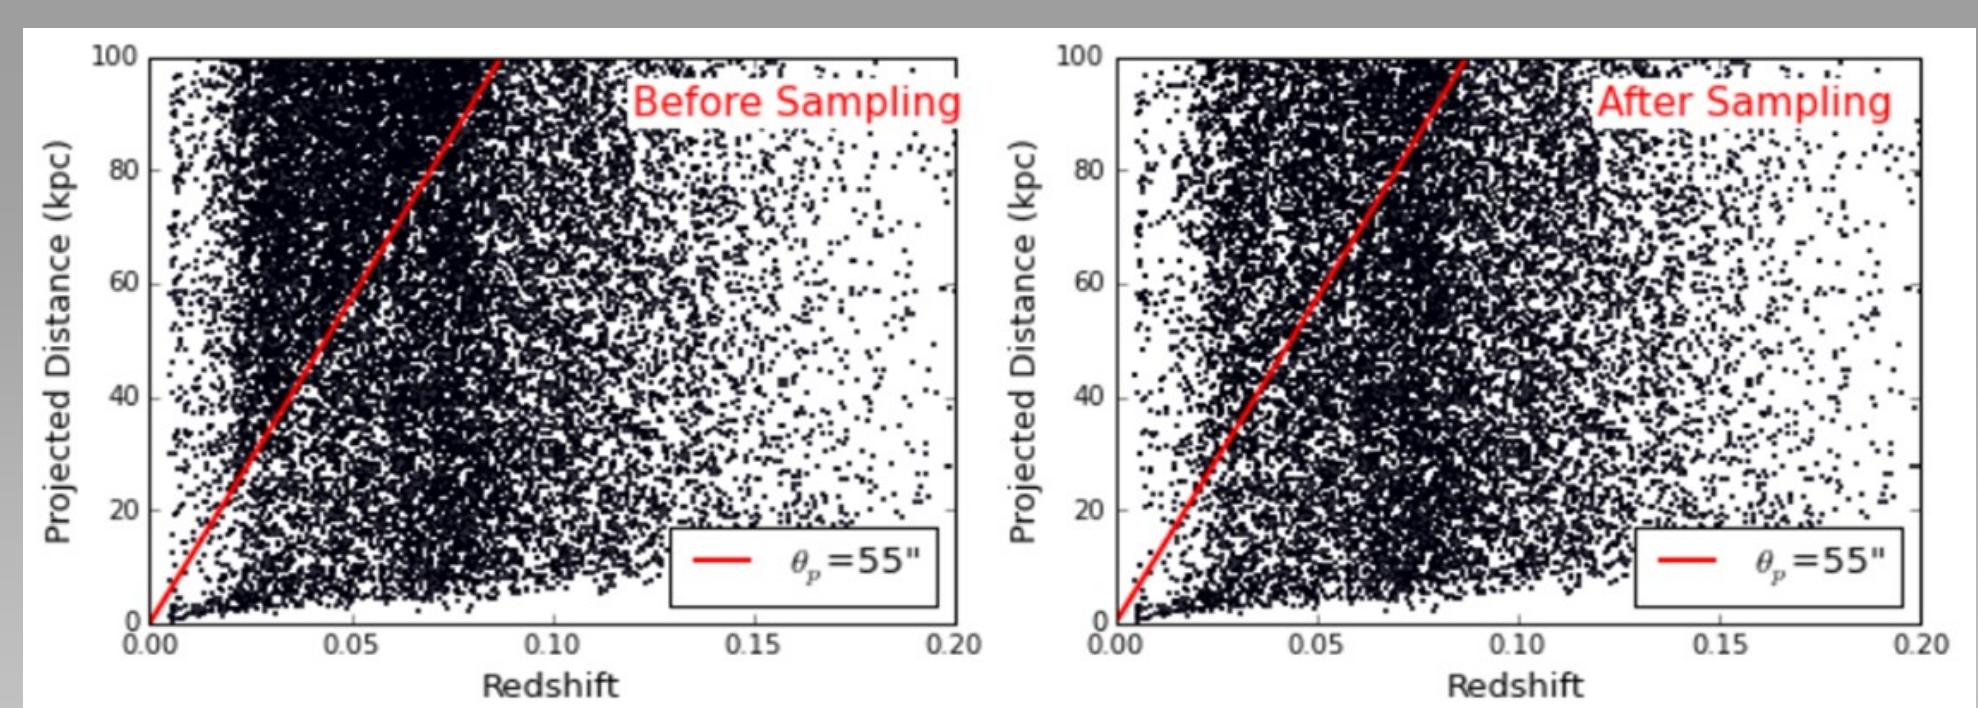 100
80
60
40
20
0
Projected Distance (kpc)
Before Sampling
θp=55"
0.00 0.05 0.10 0.15 0.20
Redshift
100
80
60
40
20
0
Projected Distance (kpc)
After Sampling
θp=55"
0.00 0.05 0.10 0.15 0.20
Redshift